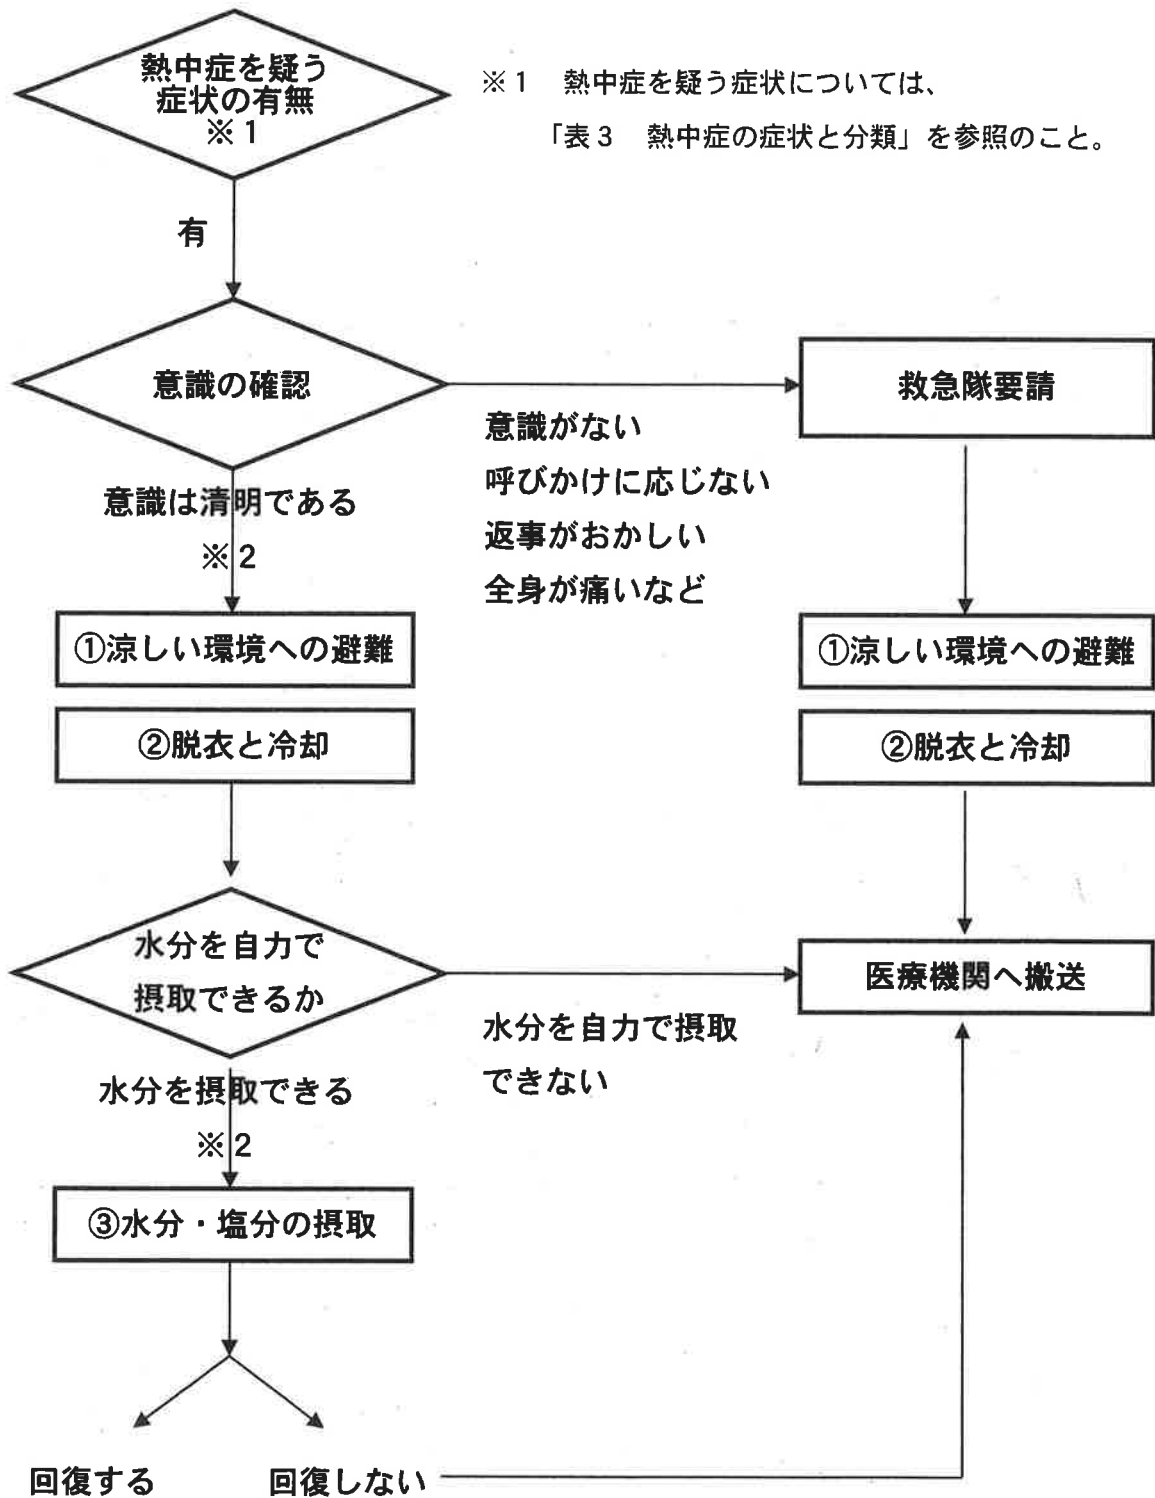 熱中症を疑う
症状の有無
※1
※1　熱中症を疑う症状については、
「表3　熱中症の症状と分類」を参照のこと。
有
意識の確認
救急隊要請
意識がない
呼びかけに応じない
返事がおかしい
全身が痛いなど
意識は清明である
※2
①涼しい環境への避難
①涼しい環境への避難
②脱衣と冷却
②脱衣と冷却
水分を自力で
摂取できるか
医療機関へ搬送
水分を自力で摂取
できない
水分を摂取できる
※2
③水分・塩分の摂取
回復する
回復しない